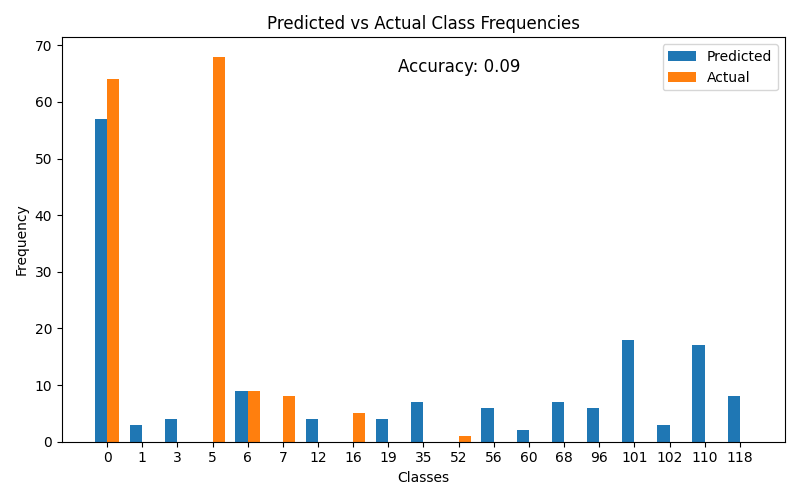 Predicted vs Actual Class Frequencies
Accuracy: 0.09
Predicted
Actual
70
60
50
40
30
20
10
0
Frequency
0 1 3 5 6 7 12 16 19 35 52 56 60 68 96 101 102 110 118
Classes